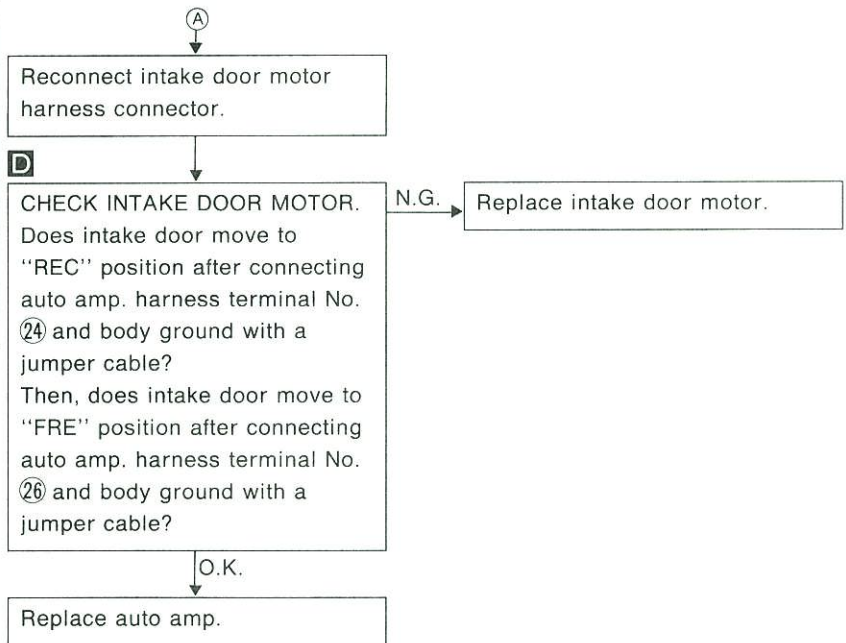 A
Reconnect intake door motor
harness connector.
D
CHECK INTAKE DOOR MOTOR.
Does intake door move to
‘‘REC’’ position after connecting
auto amp. harness terminal No.
㉔ and body ground with a
jumper cable?
Then, does intake door move to
‘‘FRE’’ position after connecting
auto amp. harness terminal No.
㉖ and body ground with a
jumper cable?
N.G.
Replace intake door motor.
O.K.
Replace auto amp.